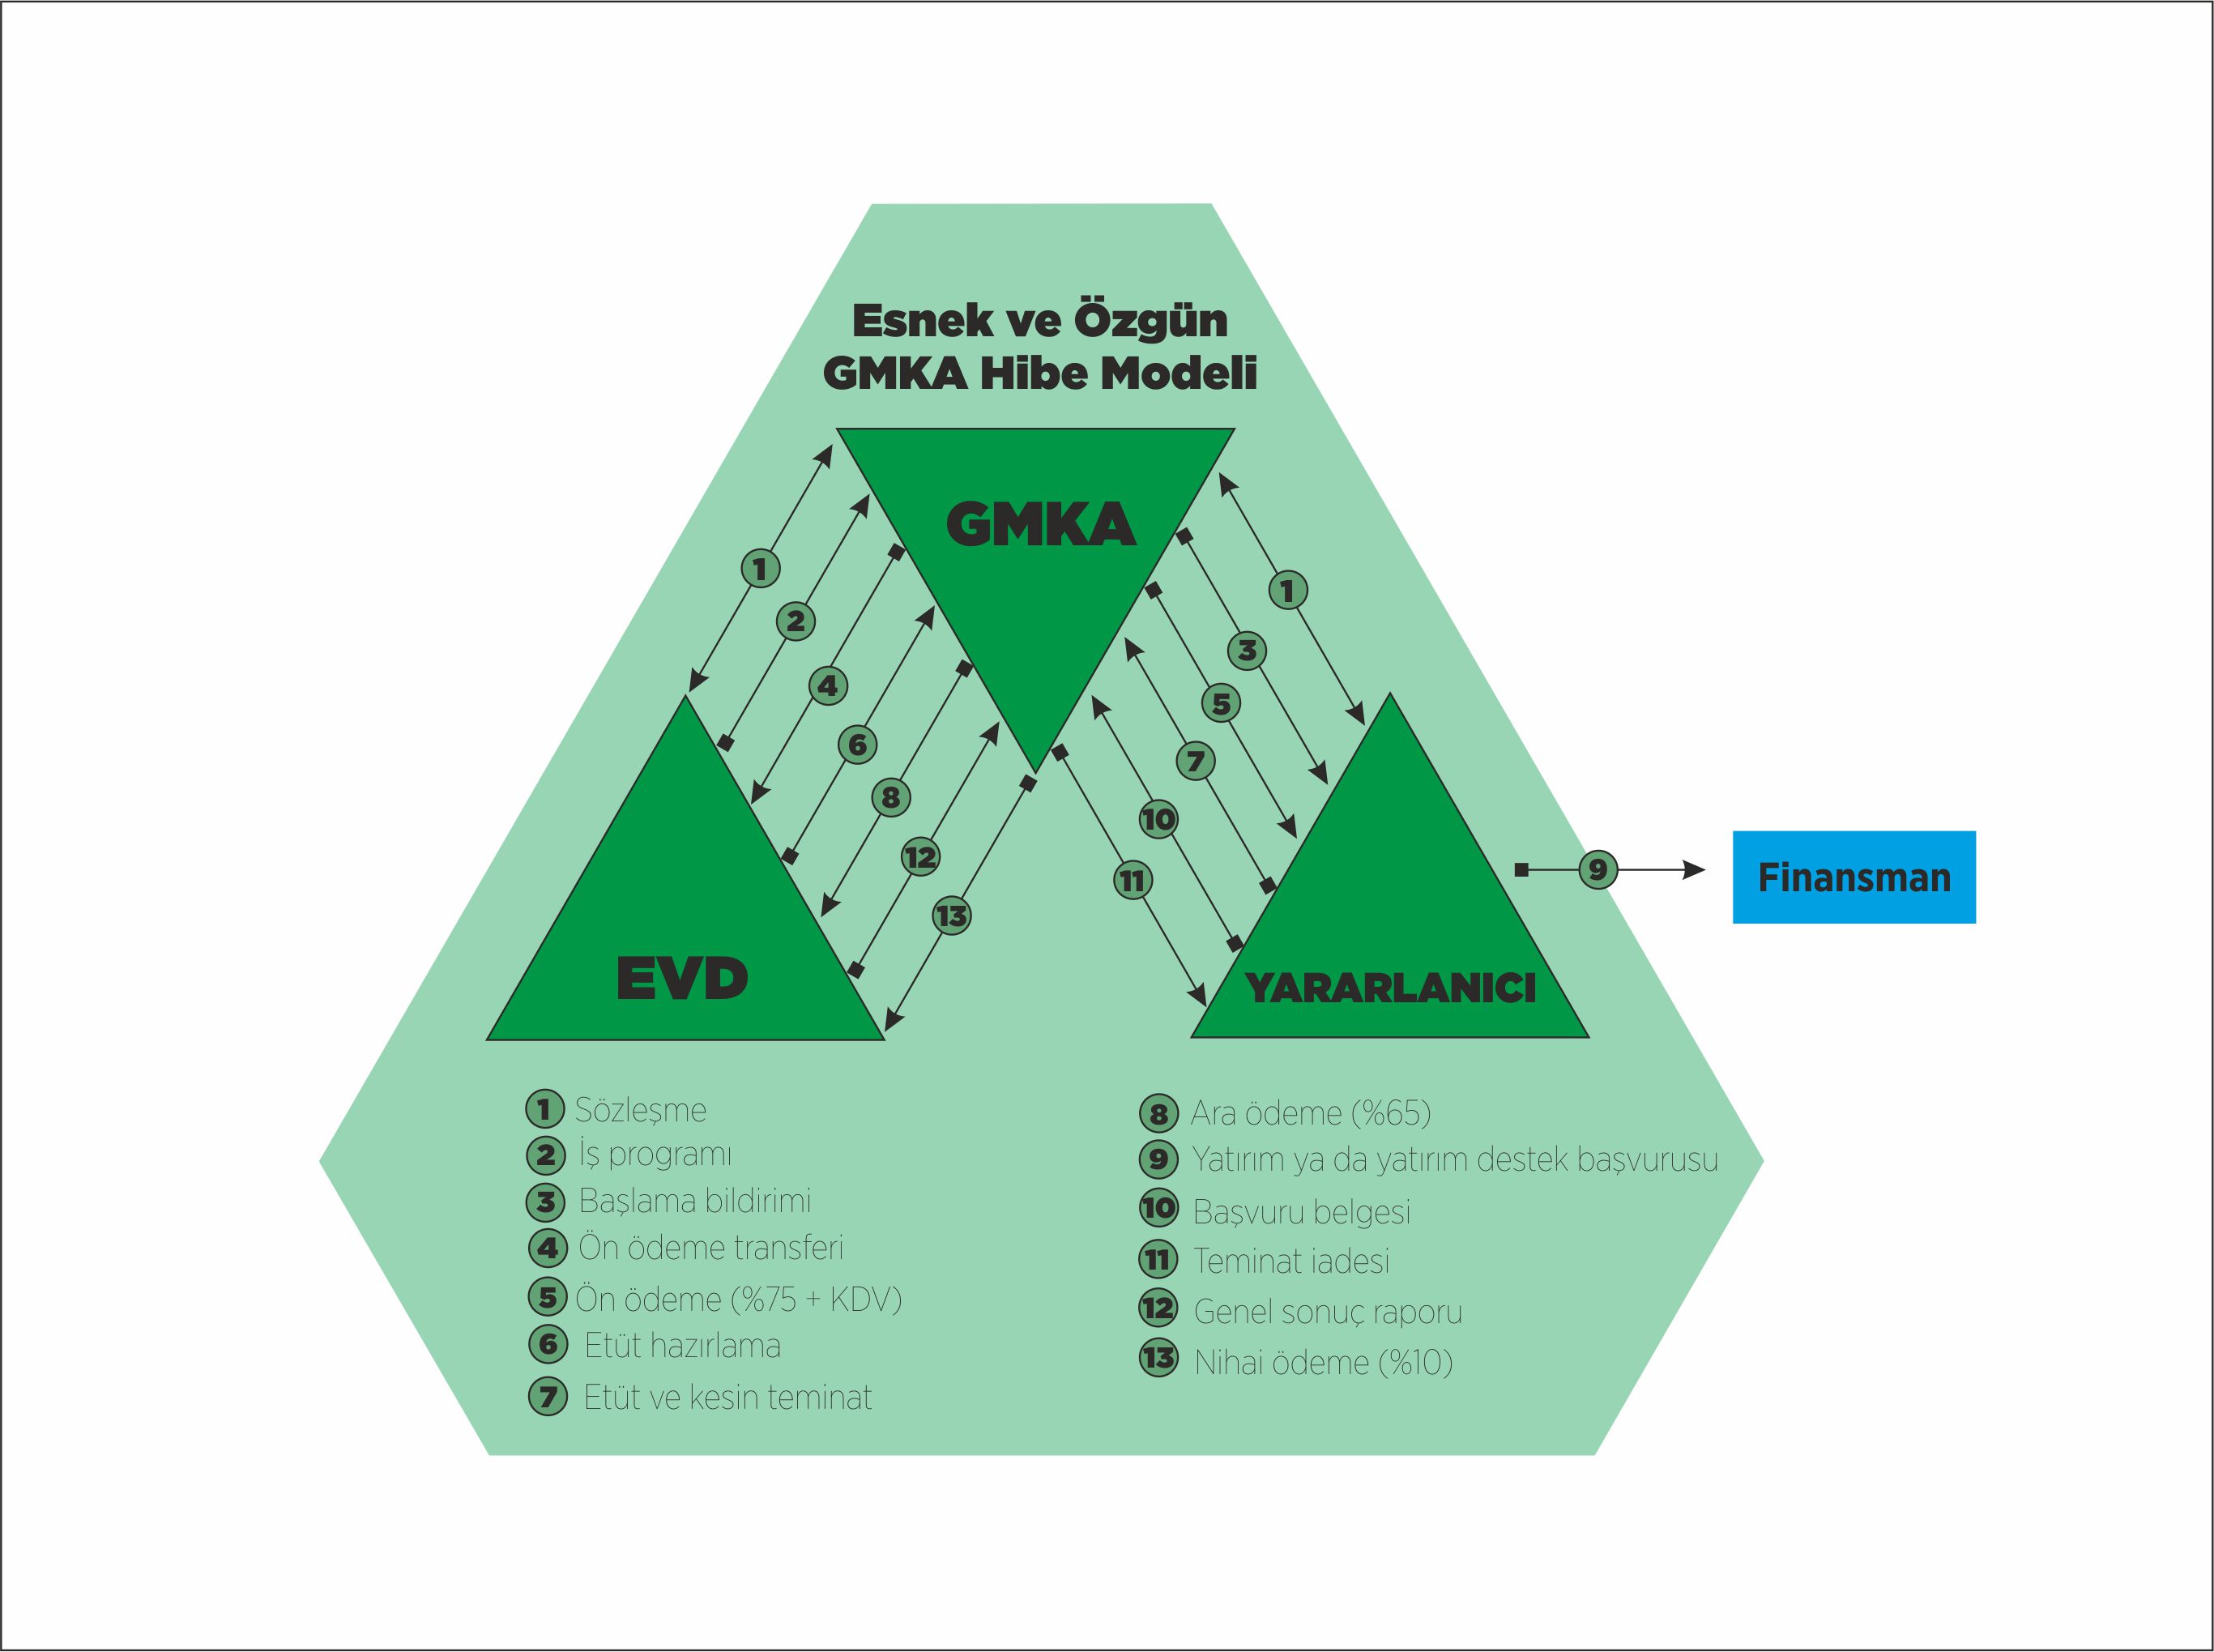 Esnek ve Özgün
GMKA Hibe Modeli
GMKA
1
2
4
6
8
12
13
1
3
5
7
10
11
9
Finansman
EVD
YARARLANICI
1 Sözleşme
2 İş programı
3 Başlama bildirimi
4 Ön ödeme transferi
5 Ön ödeme (%75 + KDV)
6 Etüt hazırlama
7 Etüt ve kesin teminat
8 Ara ödeme (%65)
9 Yatırım ya da yatırım destek başvurusu
10 Başvuru belgesi
11 Teminat iadesi
12 Genel sonuç raporu
13 Nihai ödeme (%10)